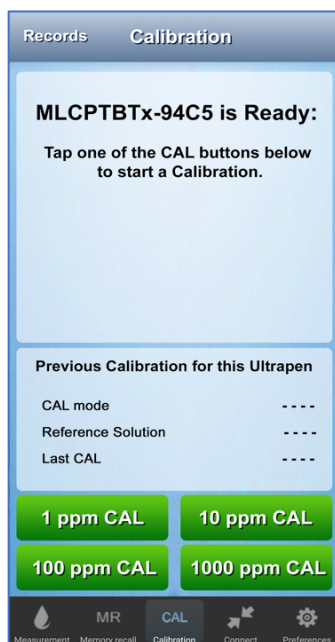 Records Calibration
MLCPTBTx-94C5 is Ready:
Tap one of the CAL buttons below
to start a Calibration.
Previous Calibration for this Ultrapen
CAL mode - - - -
Reference Solution - - - -
Last CAL - - - -
1 ppm CAL 10 ppm CAL
100 ppm CAL 1000 ppm CAL
MR CAL
Measurement Memory recall Calibration Connect Preferences